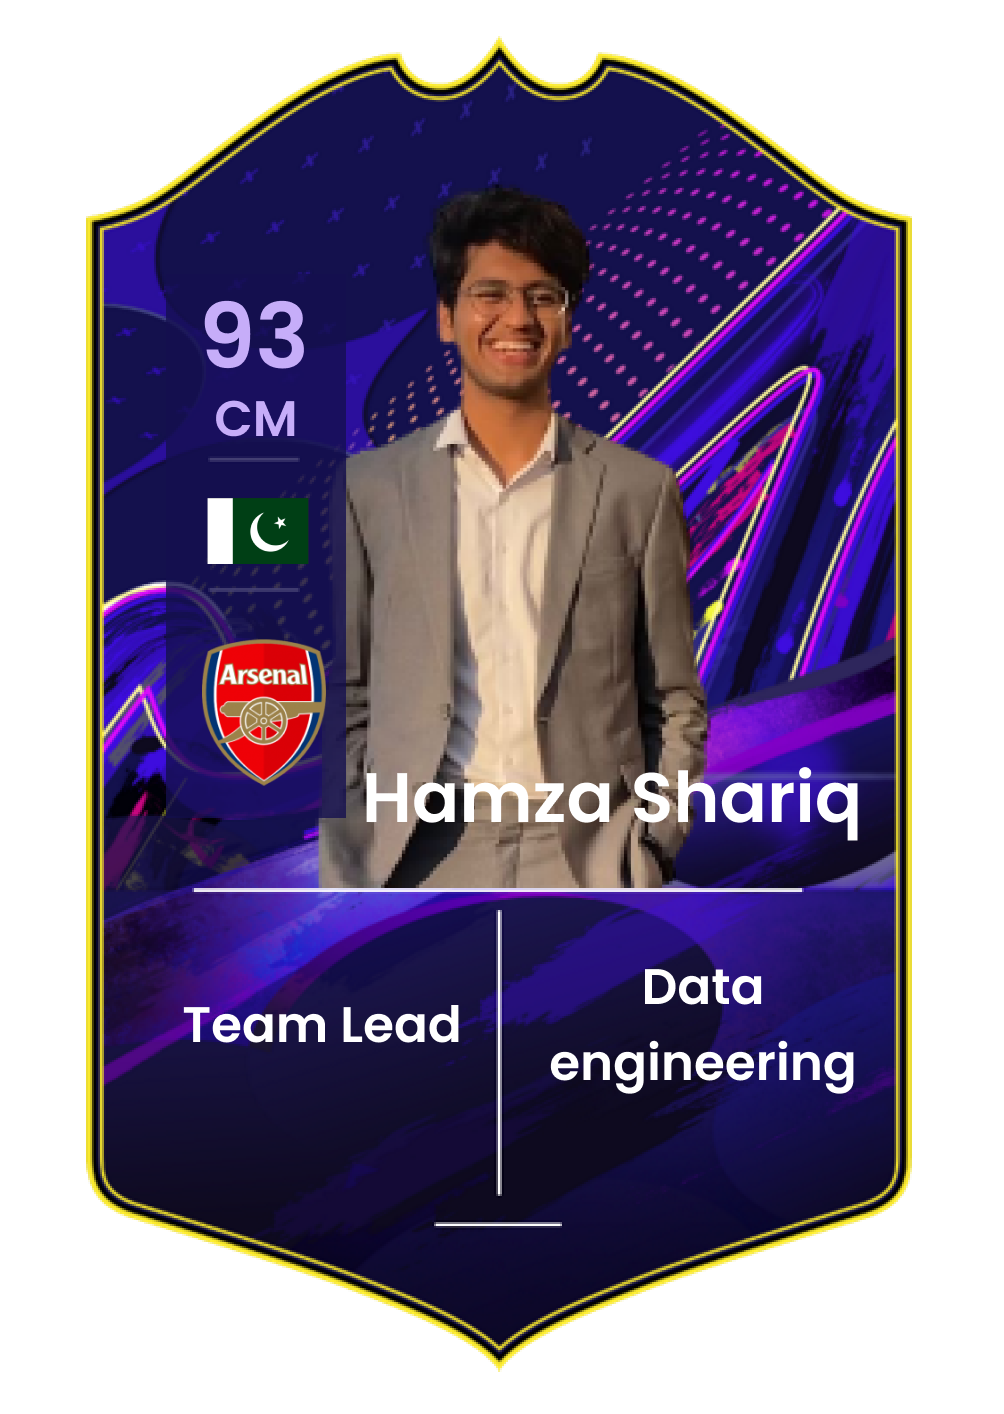 93
CM
Arsenal
Hamza Shariq
Team Lead
Data
engineering